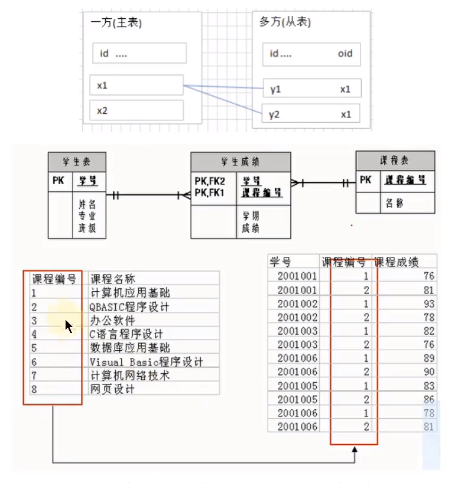 一方(主表)
id ....
x1
x2
多方(从表)
id.... oid
y1 x1
y2 x1
学生表
PK 学号
姓名
专业
班级
学生成绩
PK,FK2 学号
PK,FK1 课程编号
学期
成绩
课程表
PK 课程编号
名称
课程编号 课程名称
1 计算机应用基础
2 QBASIC程序设计
3 办公软件
4 C语言程序设计
5 数据库应用基础
6 Visual Basic程序设计
7 计算机网络技术
8 网页设计
学号 课程编号 课程成绩
2001001 1 76
2001001 2 81
2001002 1 93
2001002 2 78
2001003 1 82
2001003 2 76
2001006 1 89
2001006 2 90
2001005 1 83
2001005 2 86
2001006 1 78
2001006 2 81